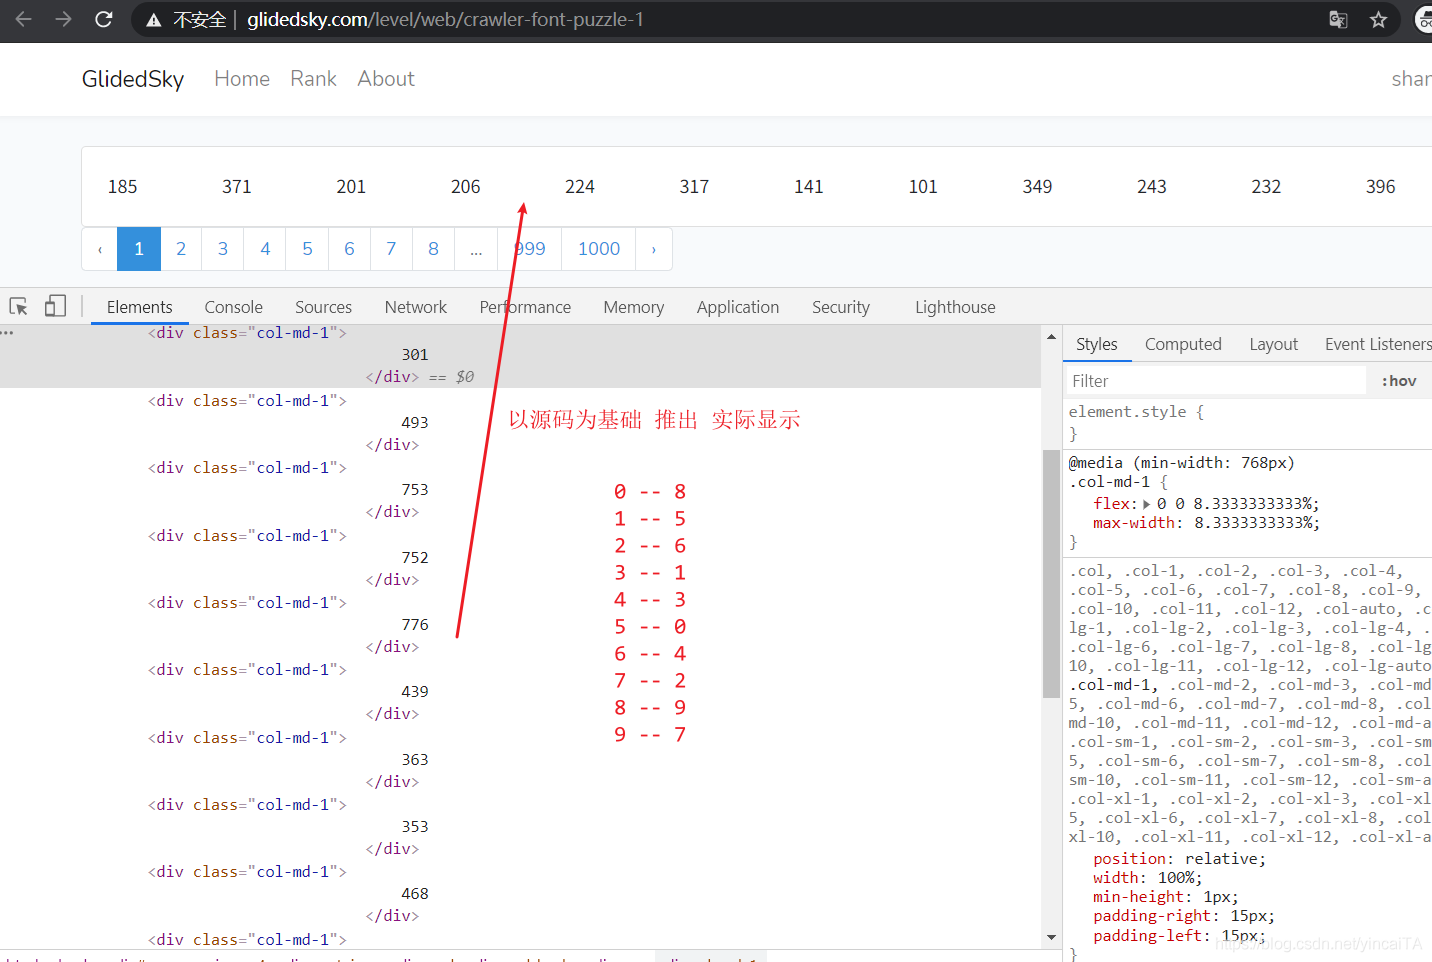 不安全 glidedsky.com/level/web/crawler-font-puzzle-1
GlidedSky Home Rank About shar
185 371 201 206 224 317 141 101 349 243 232 396
‹ 1 2 3 4 5 6 7 8 ... 999 1000 ›
Elements Console Sources Network Performance Memory Application Security Lighthouse
<div class="col-md-1">
301
</div> == $0
<div class="col-md-1">
493
</div>
<div class="col-md-1">
753
</div>
<div class="col-md-1">
752
</div>
<div class="col-md-1">
776
</div>
<div class="col-md-1">
439
</div>
<div class="col-md-1">
363
</div>
<div class="col-md-1">
353
</div>
<div class="col-md-1">
468
</div>
<div class="col-md-1">
以源码为基础 推出 实际显示
0 -- 8
1 -- 5
2 -- 6
3 -- 1
4 -- 3
5 -- 0
6 -- 4
7 -- 2
8 -- 9
9 -- 7
Styles Computed Layout Event Listeners
Filter :hov
element.style {
}
@media (min-width: 768px)
.col-md-1 {
flex: 0 0 8.3333333333%;
max-width: 8.3333333333%;
}
.col, .col-1, .col-2, .col-3, .col-4,
.col-5, .col-6, .col-7, .col-8, .col-9,
.col-10, .col-11, .col-12, .col-auto, .c
lg-1, .col-lg-2, .col-lg-3, .col-lg-4, .
.col-lg-6, .col-lg-7, .col-lg-8, .col-lg
10, .col-lg-11, .col-lg-12, .col-lg-auto
.col-md-1, .col-md-2, .col-md-3, .col-md
5, .col-md-6, .col-md-7, .col-md-8, .col
md-10, .col-md-11, .col-md-12, .col-md-a
.col-sm-1, .col-sm-2, .col-sm-3, .col-sm
5, .col-sm-6, .col-sm-7, .col-sm-8, .col
sm-10, .col-sm-11, .col-sm-12, .col-sm-a
.col-xl-1, .col-xl-2, .col-xl-3, .col-xl
5, .col-xl-6, .col-xl-7, .col-xl-8, .col
xl-10, .col-xl-11, .col-xl-12, .col-xl-a
position: relative;
width: 100%;
min-height: 1px;
padding-right: 15px;
padding-left: 15px;
}
https://blog.csdn.net/yincaiTA